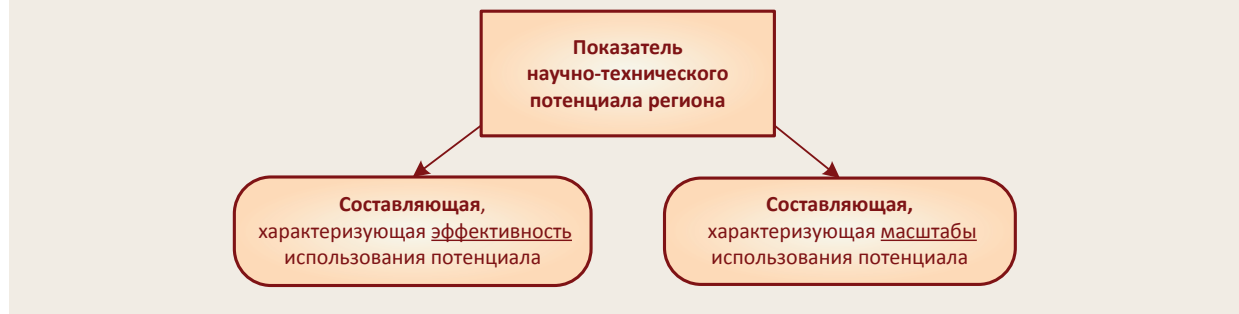 Показатель
научно-технического
потенциала региона
Составляющая,
характеризующая эффективность
использования потенциала
Составляющая,
характеризующая масштабы
использования потенциала